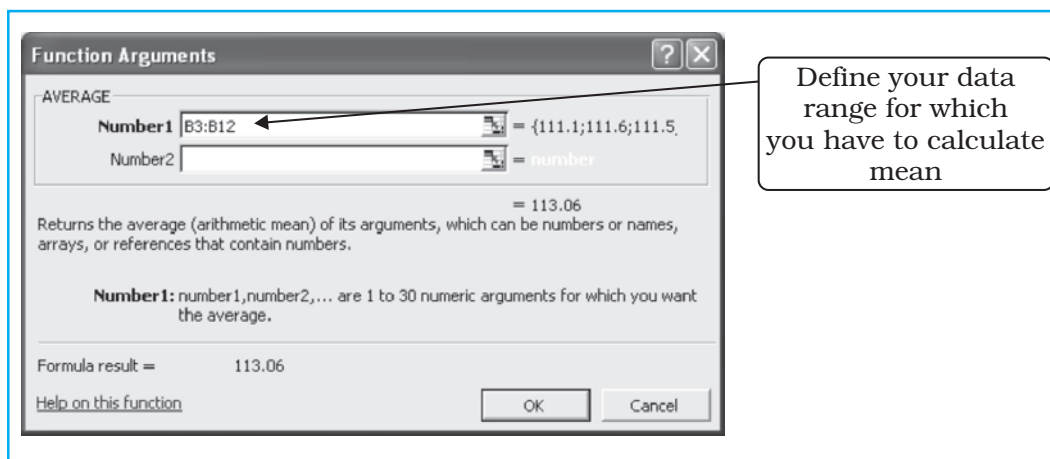 Function Arguments
AVERAGE
Number1 B3:B12 = {111.1;111.6;111.5;
Number2 = number
= 113.06
Returns the average (arithmetic mean) of its arguments, which can be numbers or names,
arrays, or references that contain numbers.
Number1: number1,number2,... are 1 to 30 numeric arguments for which you want
the average.
Formula result = 113.06
Help on this function
OK Cancel
Define your data
range for which
you have to calculate
mean